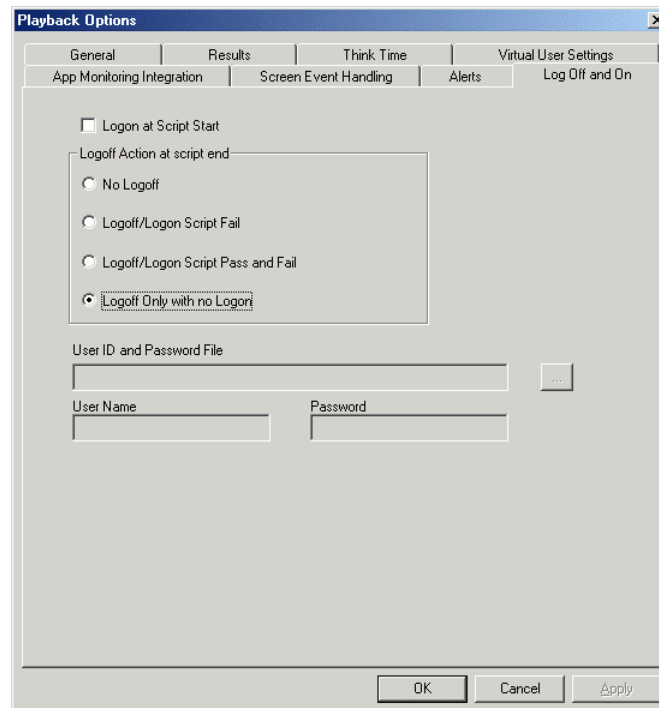 Playback Options
General Results Think Time Virtual User Settings
App Monitoring Integration Screen Event Handling Alerts Log Off and On
Logon at Script Start
Logoff Action at script end
No Logoff
Logoff/Logon Script Fail
Logoff/Logon Script Pass and Fail
Logoff Only with no Logon
User ID and Password File
...
User Name Password
OK Cancel Apply